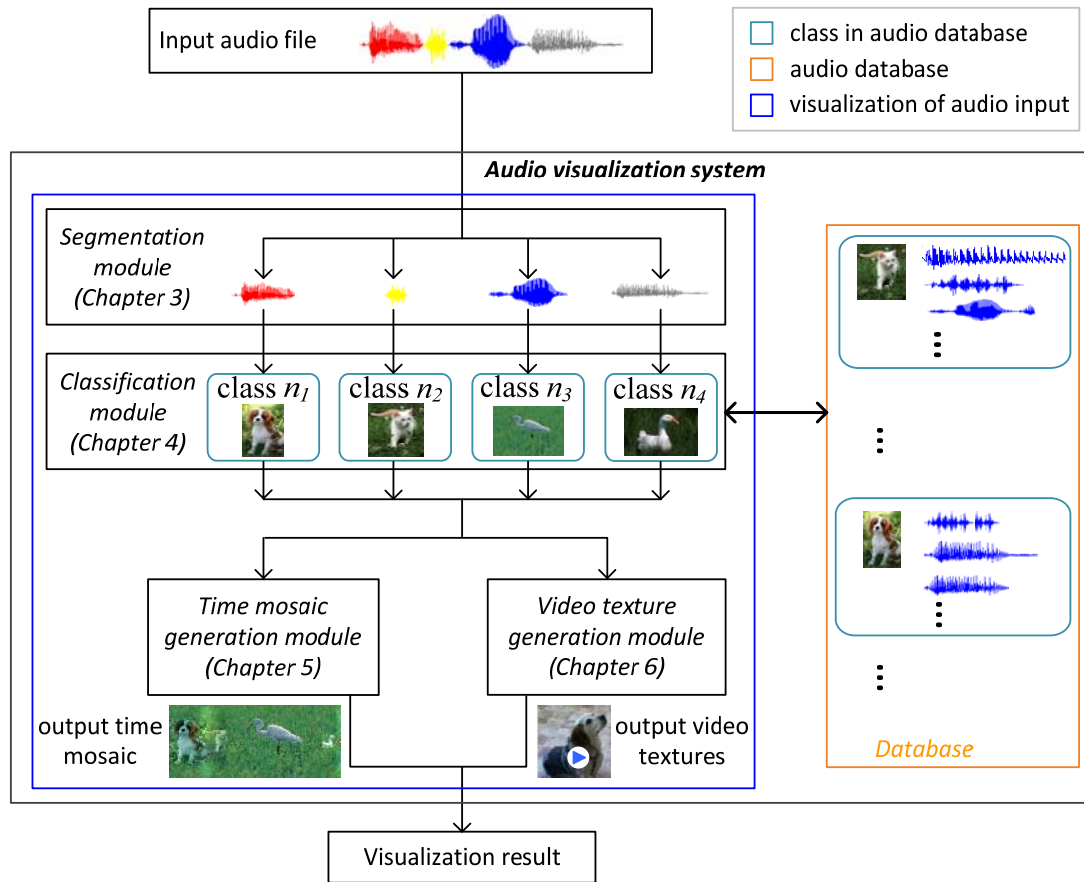 Input audio file
class in audio database
audio database
visualization of audio input
Audio visualization system
Segmentation
module
(Chapter 3)
Classification
module
(Chapter 4)
class n1
class n2
class n3
class n4
Time mosaic
generation module
(Chapter 5)
Video texture
generation module
(Chapter 6)
output time
mosaic
output video
textures
Database
Visualization result